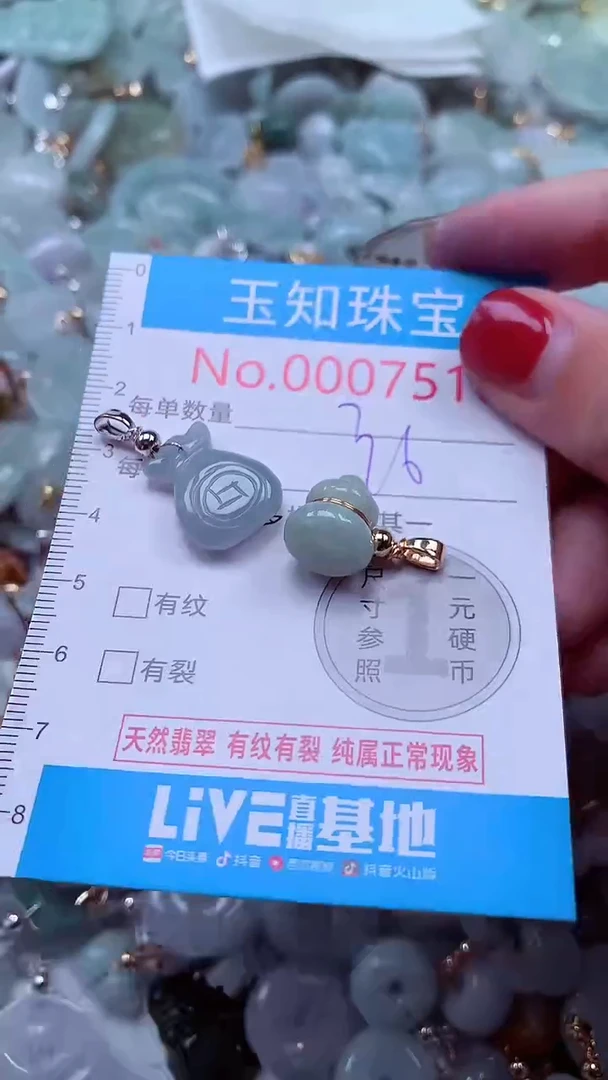 0
玉知珠宝
1
No.000751
2
每单数量
36
3
每
4
其一
5
有纹
尺寸参照
1
一元硬币
6
有裂
7
天然翡翠 有纹有裂 纯属正常现象
8
LiVE直播基地
今日头条 抖音 西瓜视频 抖音火山版